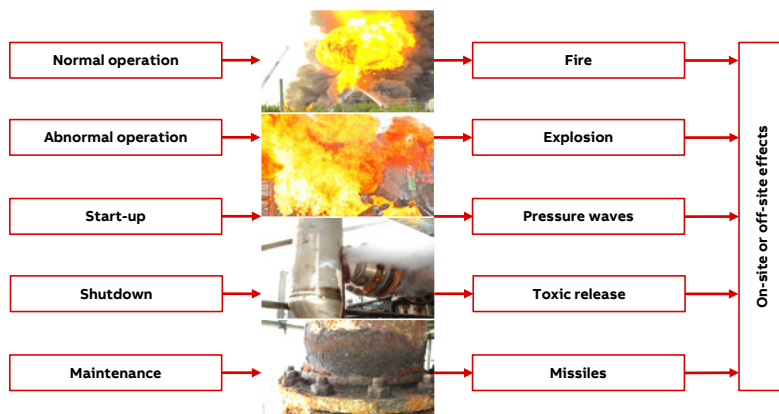 Normal operation
Fire
Abnormal operation
Explosion
Start-up
Pressure waves
Shutdown
Toxic release
Maintenance
Missiles
On-site or off-site effects